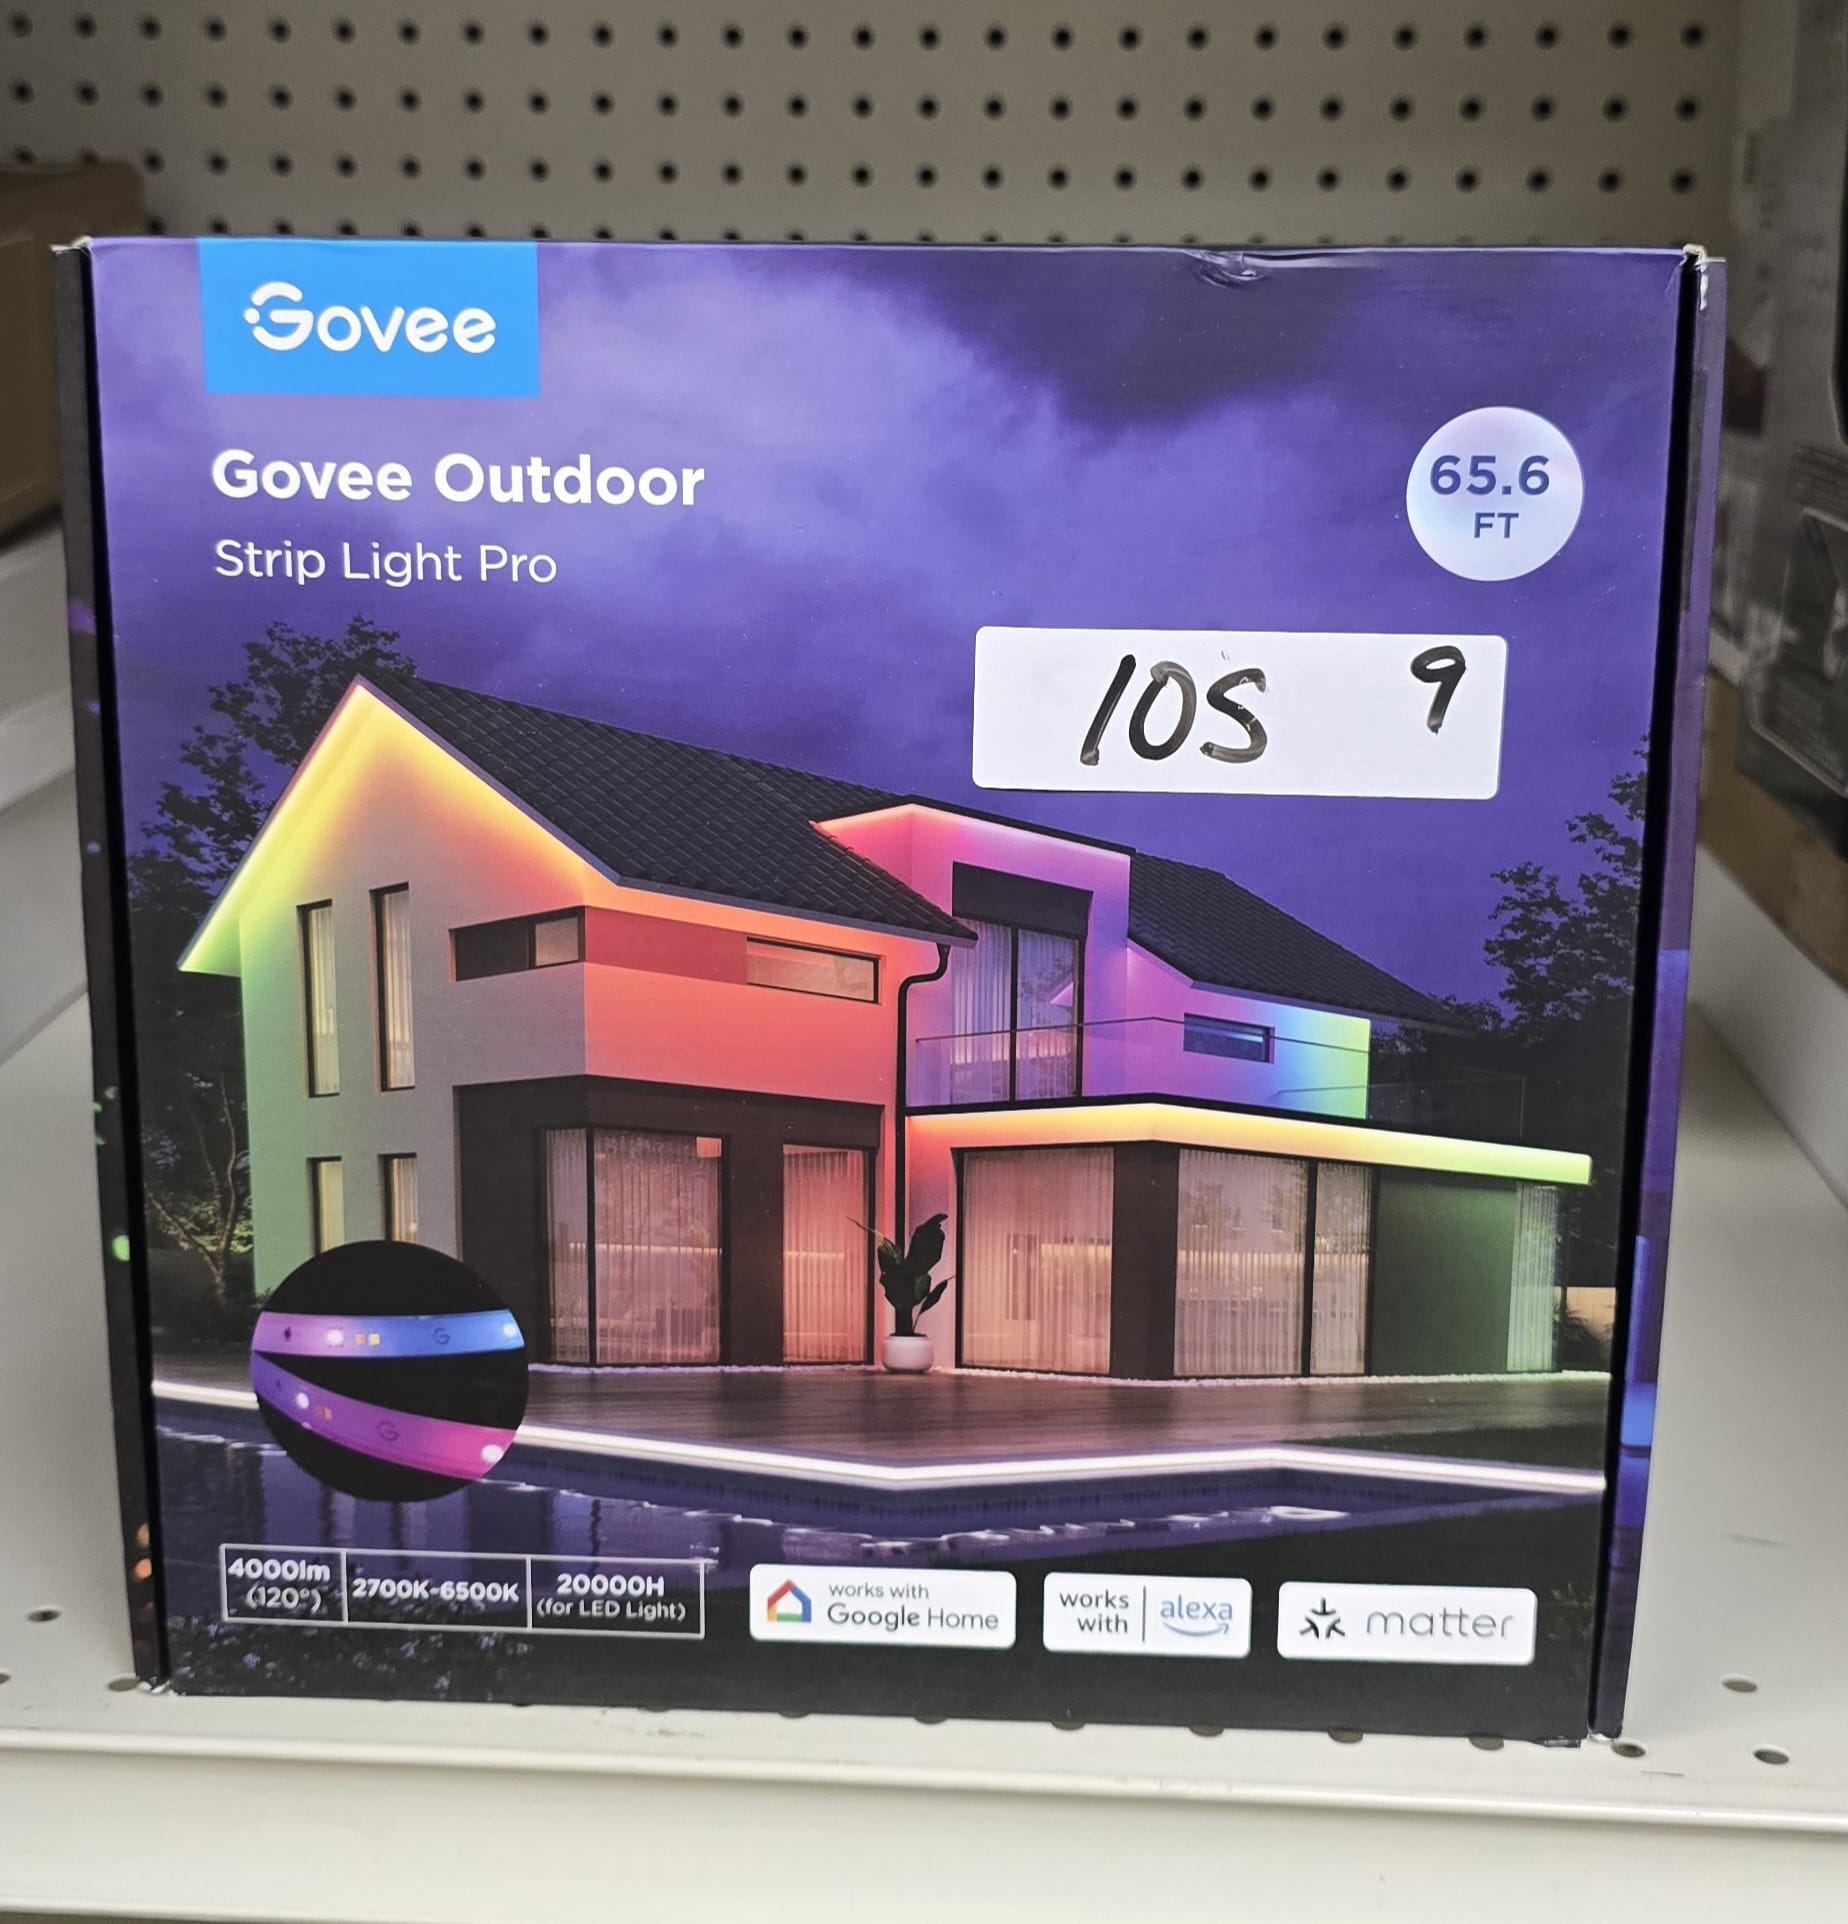 Govee
Govee Outdoor
Strip Light Pro
65.6
FT
105 9
4000lm
(120°)
2700K-6500K
20000H
(for LED Light)
works with
Google Home
works
with
alexa
matter